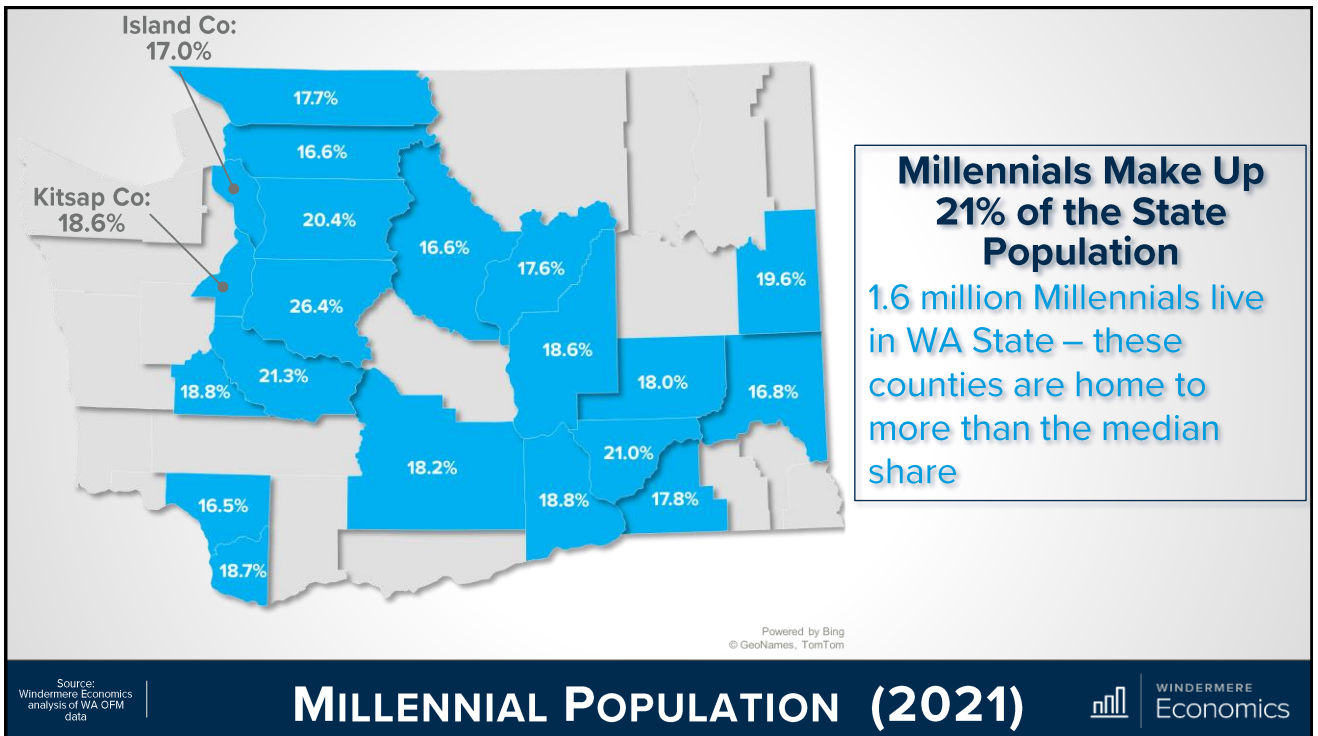 Island Co:
17.0%
17.7%
16.6%
Kitsap Co:
18.6%
20.4%
16.6%
17.6%
19.6%
26.4%
18.6%
21.3%
18.8%
18.0%
16.8%
18.2%
21.0%
18.8%
17.8%
16.5%
18.7%
Millennials Make Up
21% of the State
Population
1.6 million Millennials live
in WA State – these
counties are home to
more than the median
share
Powered by Bing
© GeoNames, TomTom
Source:
Windermere Economics
analysis of WA OFM
data
MILLENNIAL POPULATION (2021)
WINDERMERE
Economics